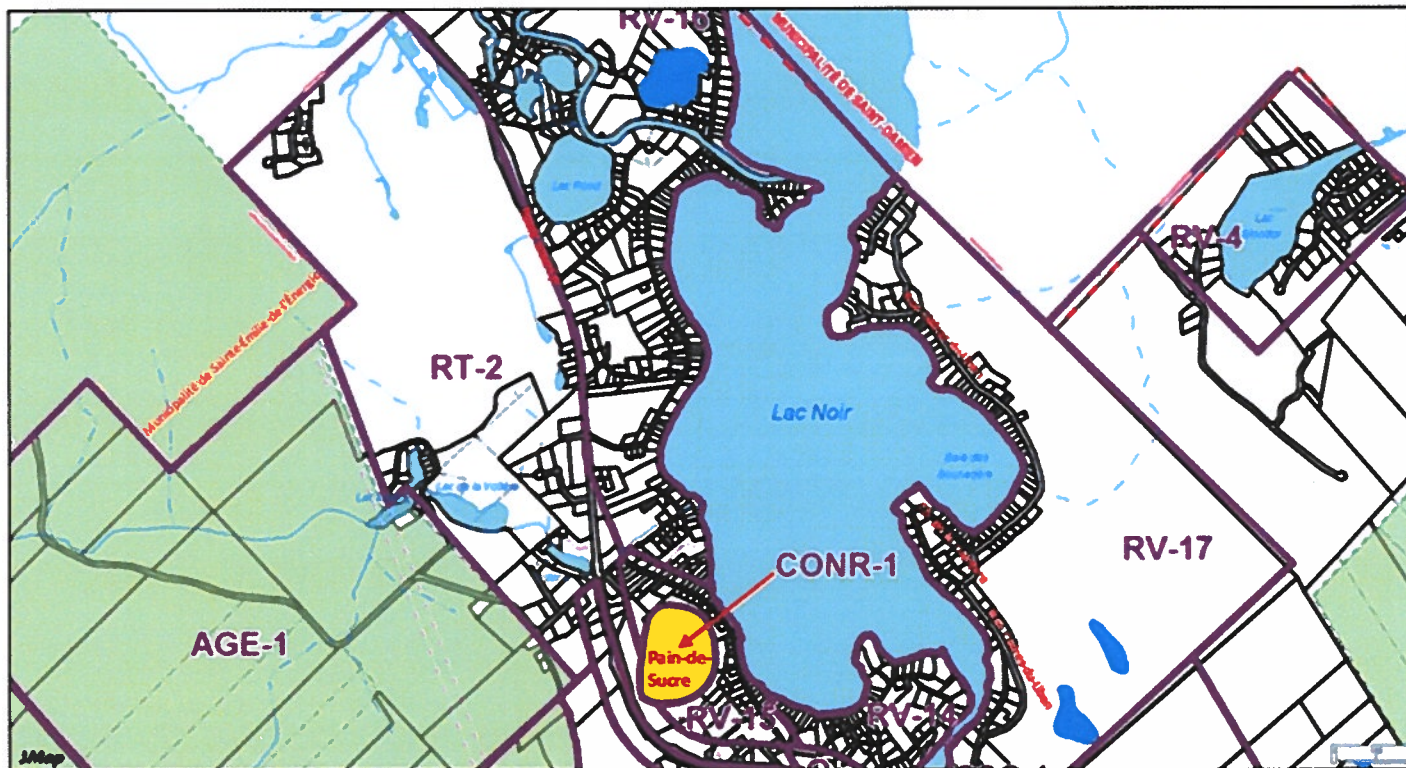 RV-16
MUNICIPALITÉ DE SAINT-DAMIEN
Lac Rond
RV-4
Municipalité de Sainte-Émilie de l'Énergie
RT-2
Lac Noir
Baie des
Lac de la Vallée
CONR-1
RV-17
AGE-1
Pain-de-
Sucre
RV-15
RV-14
JMap